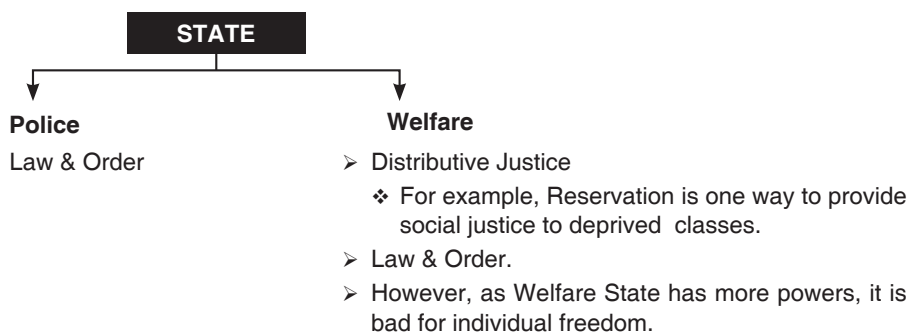 STATE
Police
Law & Order
Welfare
➢ Distributive Justice
❖ For example, Reservation is one way to provide
social justice to deprived classes.
➢ Law & Order.
➢ However, as Welfare State has more powers, it is
bad for individual freedom.